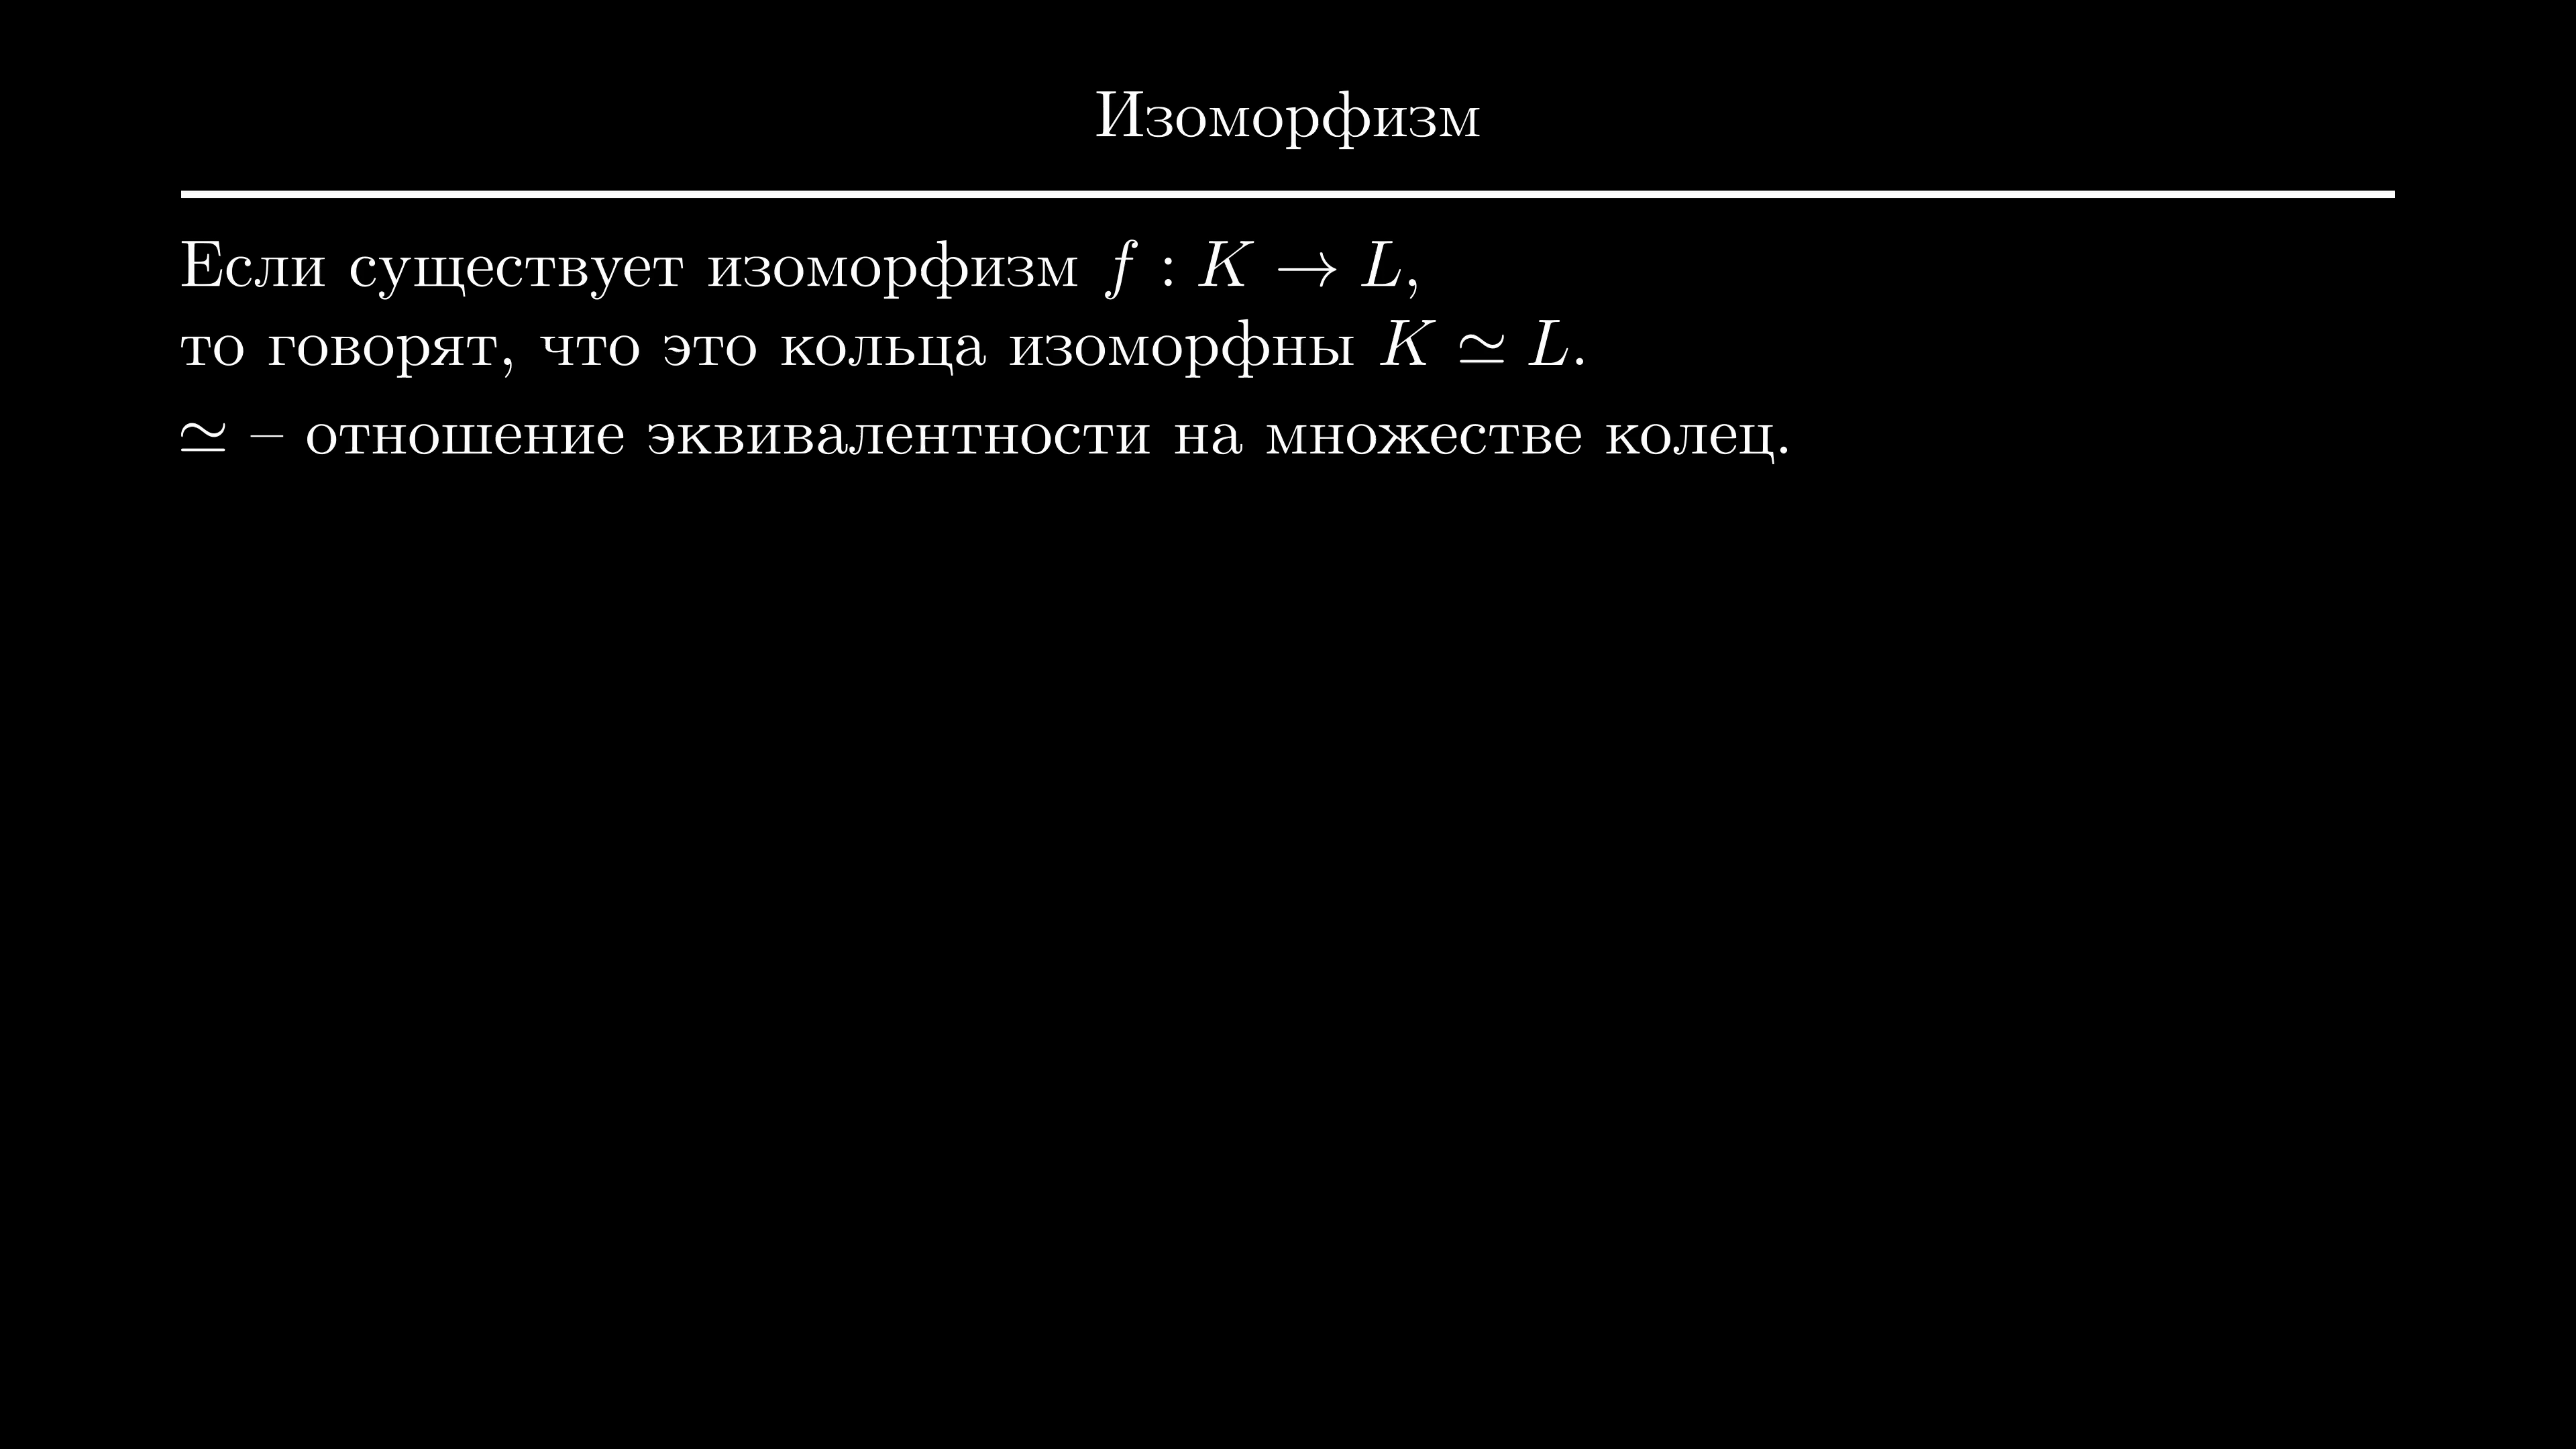 Изоморфизм
Если существует изоморфизм f : K → L,
то говорят, что это кольца изоморфны K ≃ L.
≃ – отношение эквивалентности на множестве колец.